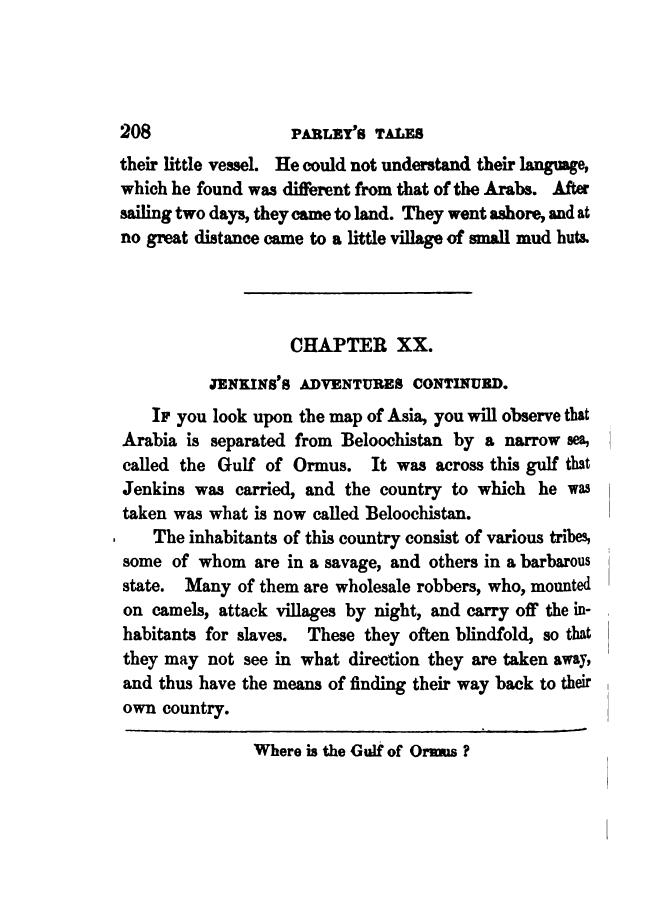 208 PARLEY'S TALES
their little vessel. He could not understand their language,
which he found was different from that of the Arabs. After
sailing two days, they came to land. They went ashore, and at
no great distance came to a little village of small mud huts.
CHAPTER XX.
JENKINS'S ADVENTURES CONTINUED.
IF you look upon the map of Asia, you will observe that
Arabia is separated from Beloochistan by a narrow sea,
called the Gulf of Ormus. It was across this gulf that
Jenkins was carried, and the country to which he was
taken was what is now called Beloochistan.
The inhabitants of this country consist of various tribes,
some of whom are in a savage, and others in a barbarous
state. Many of them are wholesale robbers, who, mounted
on camels, attack villages by night, and carry off the in-
habitants for slaves. These they often blindfold, so that
they may not see in what direction they are taken away,
and thus have the means of finding their way back to their
own country.
Where is the Gulf of Ormus ?